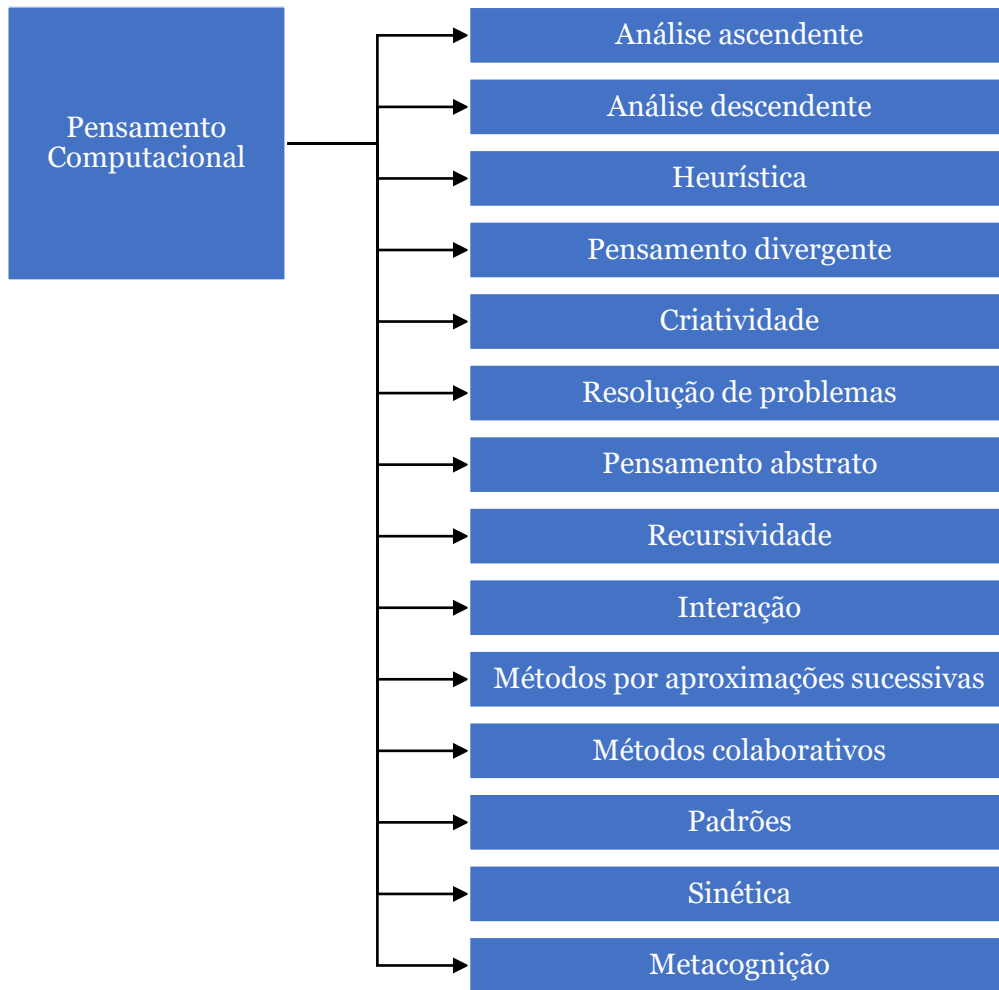 Pensamento
Computacional
Análise ascendente
Análise descendente
Heurística
Pensamento divergente
Criatividade
Resolução de problemas
Pensamento abstrato
Recursividade
Interação
Métodos por aproximações sucessivas
Métodos colaborativos
Padrões
Sinética
Metacognição